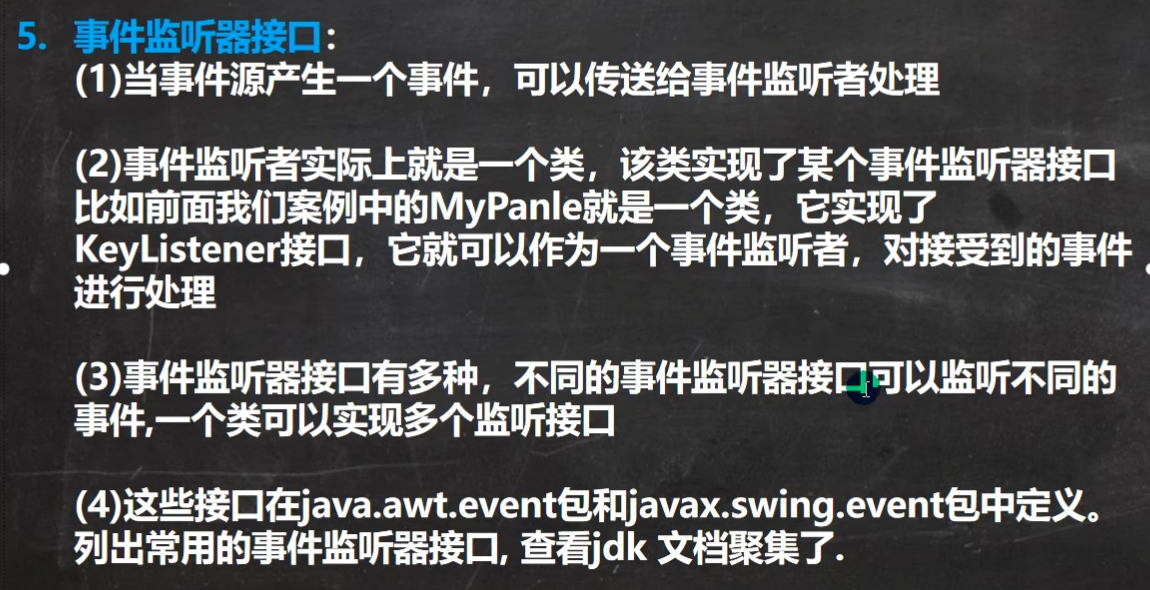 5. 事件监听器接口：
(1)当事件源产生一个事件，可以传送给事件监听者处理
(2)事件监听者实际上就是一个类，该类实现了某个事件监听器接口
比如前面我们案例中的MyPanle就是一个类，它实现了
KeyListener接口，它就可以作为一个事件监听者，对接受到的事件
进行处理
(3)事件监听器接口有多种，不同的事件监听器接口可以监听不同的
事件,一个类可以实现多个监听接口
(4)这些接口在java.awt.event包和javax.swing.event包中定义。
列出常用的事件监听器接口, 查看jdk 文档聚集了.